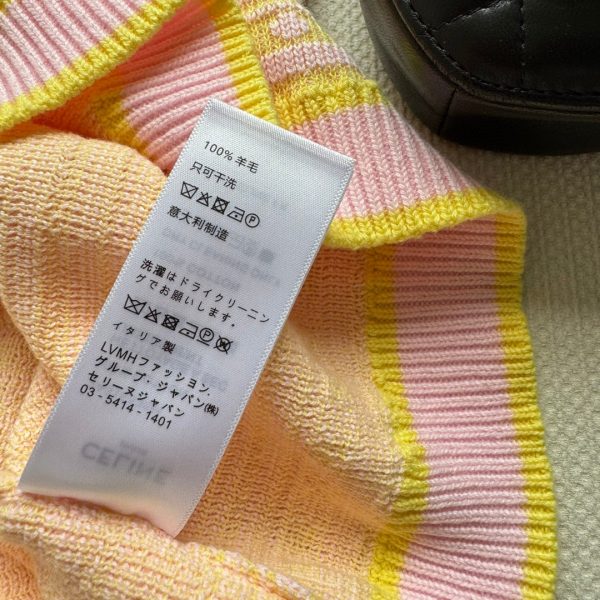 100% 羊毛
只可干洗
意大利制造
洗濯はドライクリーニン
グでお願いします。
イタリア製
LVMHファッション・
グループ・ジャパン(株)
セリーヌジャパン
03 - 5414 - 1401
CELINE